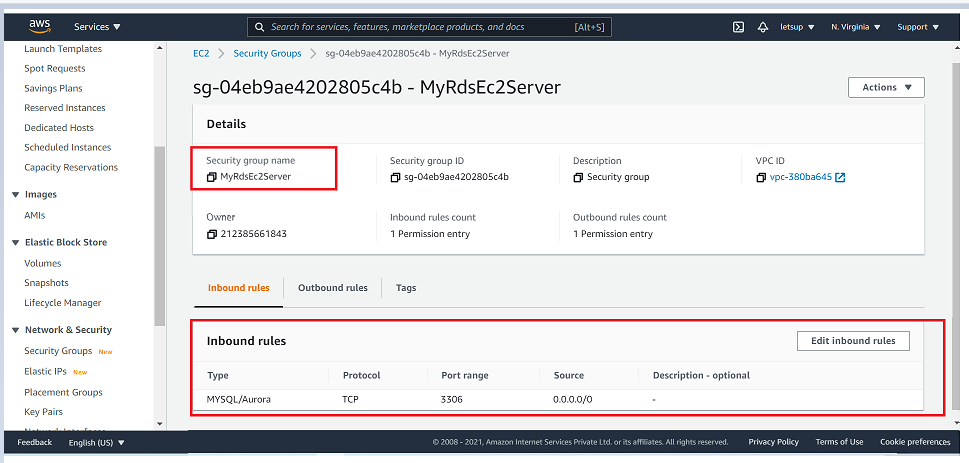 aws Services ▼ Search for services, features, marketplace products, and docs [Alt+S] letsup ▼ N. Virginia ▼ Support ▼
Launch Templates
Spot Requests
Savings Plans
Reserved Instances
Dedicated Hosts
Scheduled Instances
Capacity Reservations
▼ Images
AMIs
▼ Elastic Block Store
Volumes
Snapshots
Lifecycle Manager
▼ Network & Security
Security Groups New
Elastic IPs New
Placement Groups
Key Pairs
EC2 > Security Groups > sg-04eb9ae4202805c4b - MyRdsEc2Server
sg-04eb9ae4202805c4b - MyRdsEc2Server Actions ▼
Details
Security group name Security group ID Description VPC ID
MyRdsEc2Server sg-04eb9ae4202805c4b Security group vpc-380ba645
Owner Inbound rules count Outbound rules count
212385661843 1 Permission entry 1 Permission entry
Inbound rules Outbound rules Tags
Inbound rules Edit inbound rules
Type Protocol Port range Source Description - optional
MYSQL/Aurora TCP 3306 0.0.0.0/0 -
Feedback English (US) ▼ © 2008 - 2021, Amazon Internet Services Private Ltd. or its affiliates. All rights reserved. Privacy Policy Terms of Use Cookie preferences